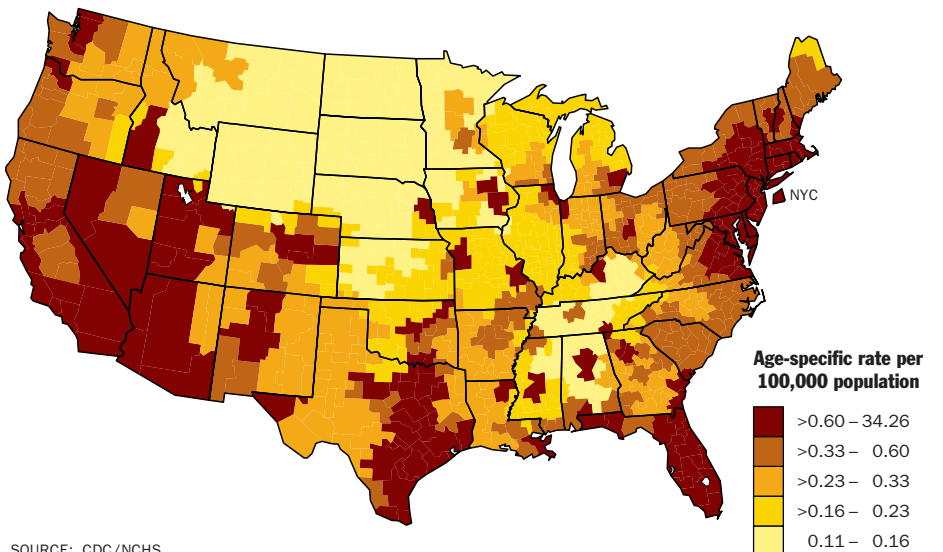 NYC
Age-specific rate per
100,000 population
>0.60 – 34.26
>0.33 – 0.60
>0.23 – 0.33
>0.16 – 0.23
0.11 – 0.16
SOURCE: CDC/NCHS